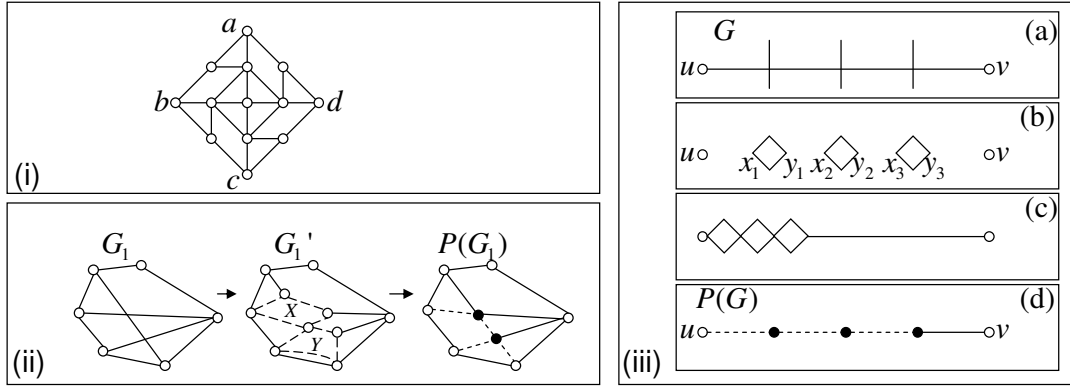 a
b
d
c
(i)
G1
G1'
P(G1)
X
Y
(ii)
(a)
G
u
v
(b)
u
v
x1 y1 x2 y2 x3 y3
(c)
(d)
P(G)
u
v
(iii)